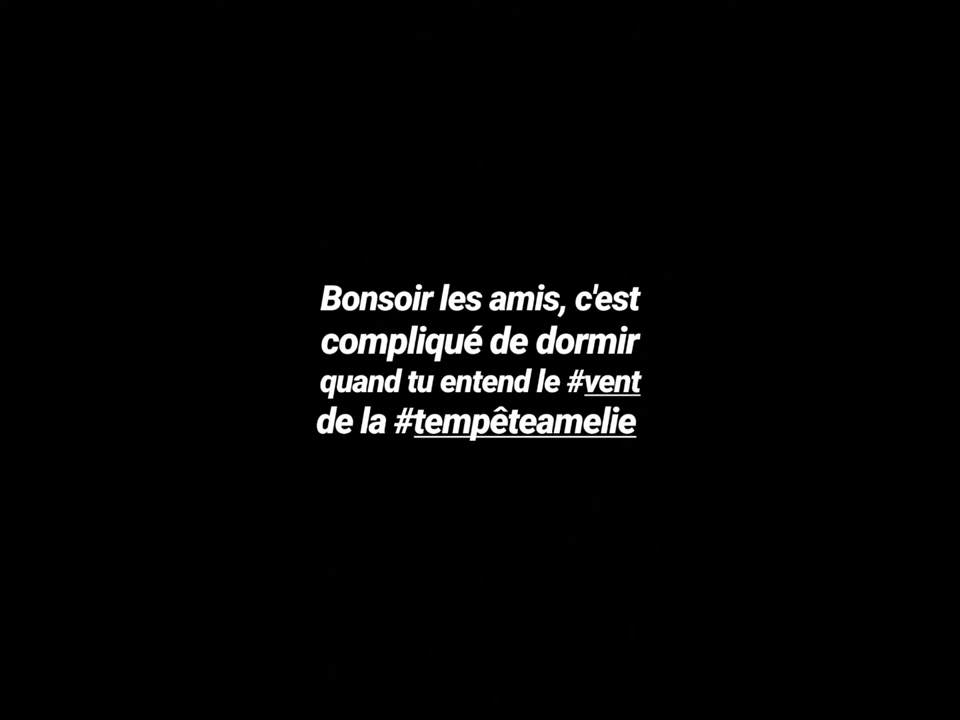 Bonsoir les amis, c'est
compliqué de dormir
quand tu entend le #vent
de la #tempêteamelie